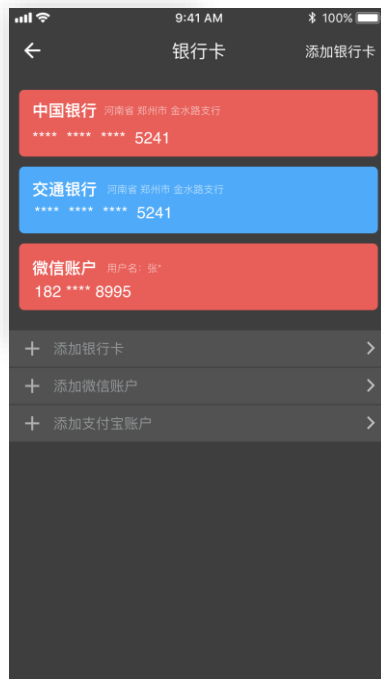 9:41 AM
100%
银行卡
添加银行卡
中国银行 河南省 郑州市 金水路支行
**** **** **** 5241
交通银行 河南省 郑州市 金水路支行
**** **** **** 5241
微信账户 用户名：张*
182 **** 8995
添加银行卡
添加微信账户
添加支付宝账户